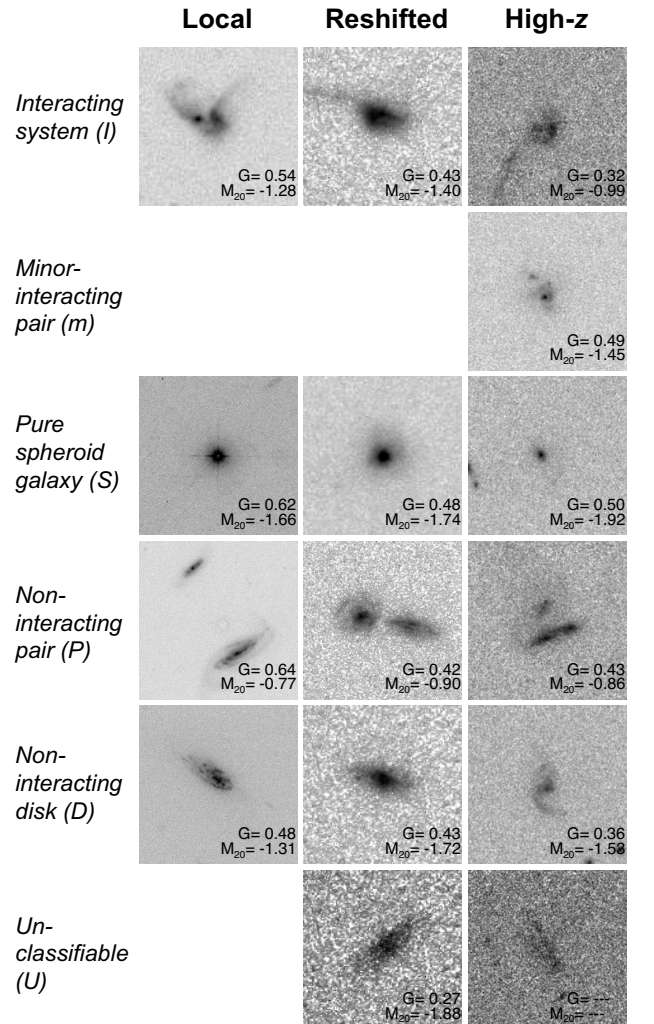 Local Reshifted High-z
Interacting
system (I)
G= 0.54
M20= -1.28
G= 0.43
M20= -1.40
G= 0.32
M20= -0.99
Minor-
interacting
pair (m)
G= 0.49
M20= -1.45
Pure
spheroid
galaxy (S)
G= 0.62
M20= -1.66
G= 0.48
M20= -1.74
G= 0.50
M20= -1.92
Non-
interacting
pair (P)
G= 0.64
M20= -0.77
G= 0.42
M20= -0.90
G= 0.43
M20= -0.86
Non-
interacting
disk (D)
G= 0.48
M20= -1.31
G= 0.43
M20= -1.72
G= 0.36
M20= -1.53
Un-
classifiable
(U)
G= 0.27
M20= -1.88
G= ---
M20= ---